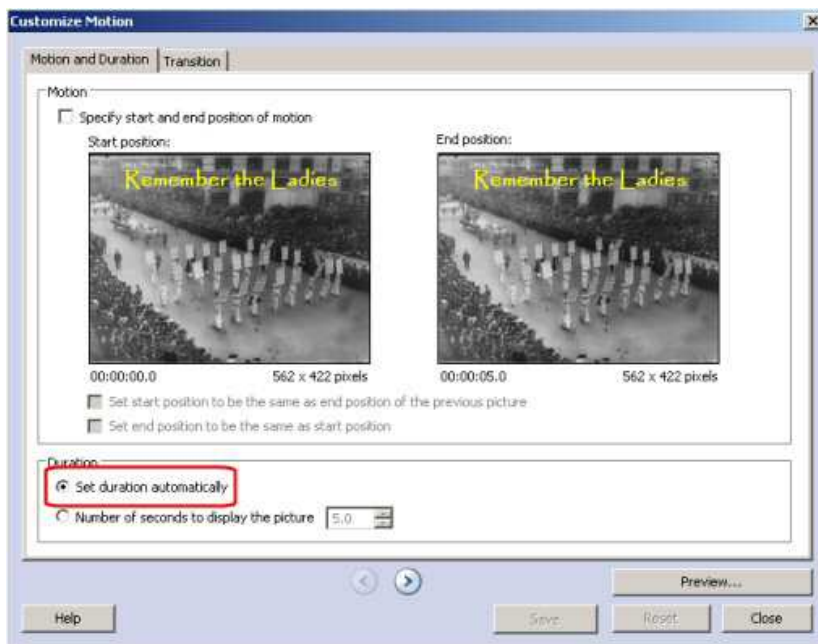 Customize Motion
Motion and Duration Transition
Motion
Specify start and end position of motion
Start position: End position:
Remember the Ladies Remember the Ladies
00:00:00.0 562 x 422 pixels 00:00:05.0 562 x 422 pixels
Set start position to be the same as end position of the previous picture
Set end position to be the same as start position
Duration
Set duration automatically
Number of seconds to display the picture 5.0
Preview...
Help Save Reset Close